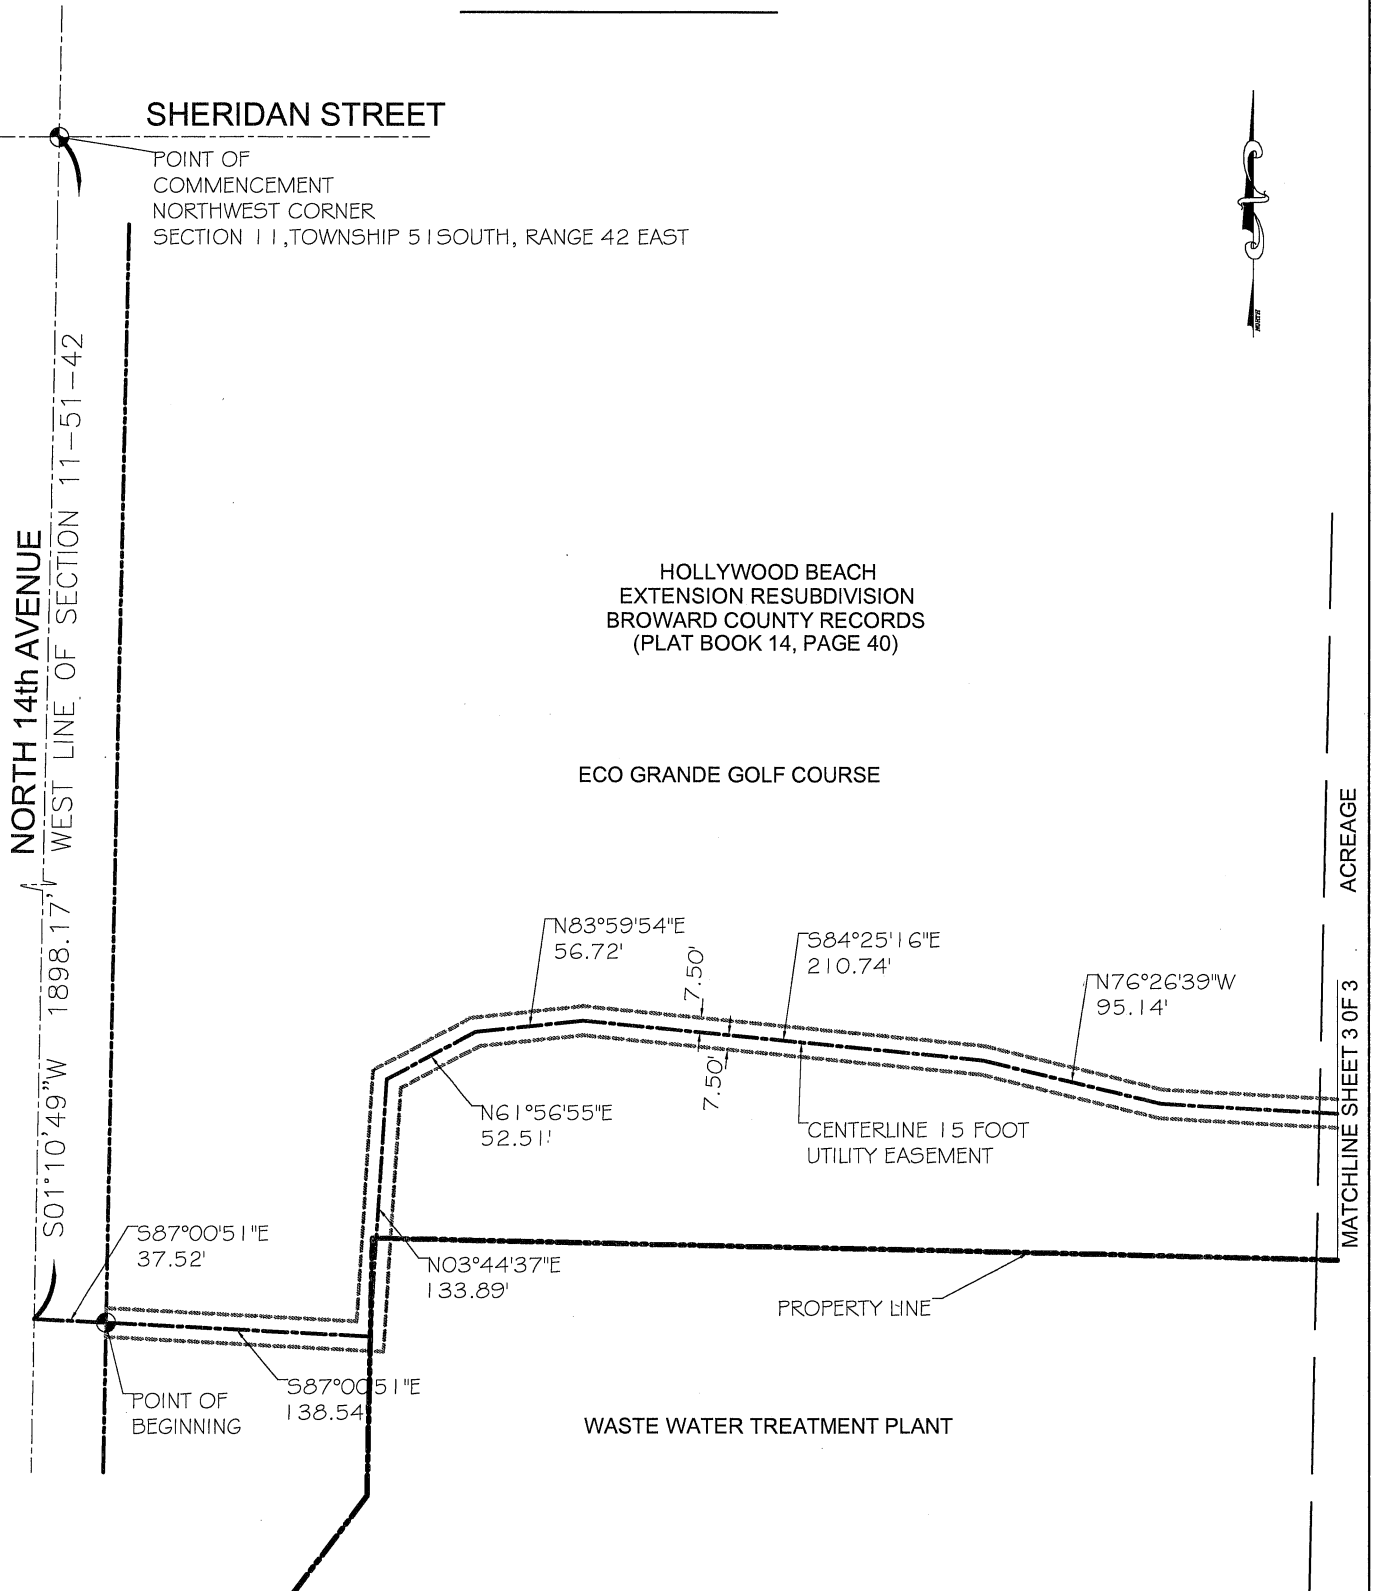 SHERIDAN STREET
POINT OF
COMMENCEMENT
NORTHWEST CORNER
SECTION 11,TOWNSHIP 51SOUTH, RANGE 42 EAST
NORTH
NORTH 14th AVENUE
S01°10'49"W 1898.17' WEST LINE OF SECTION 11-51-42
HOLLYWOOD BEACH
EXTENSION RESUBDIVISION
BROWARD COUNTY RECORDS
(PLAT BOOK 14, PAGE 40)
ECO GRANDE GOLF COURSE
ACREAGE
MATCHLINE SHEET 3 OF 3
N83°59'54"E
56.72'
7.50'
7.50'
S84°25'16"E
210.74'
N76°26'39"W
95.14'
N61°56'55"E
52.51'
CENTERLINE 15 FOOT
UTILITY EASEMENT
S87°00'51"E
37.52'
N03°44'37"E
133.89'
PROPERTY LINE
POINT OF
BEGINNING
S87°00'51"E
138.54'
WASTE WATER TREATMENT PLANT